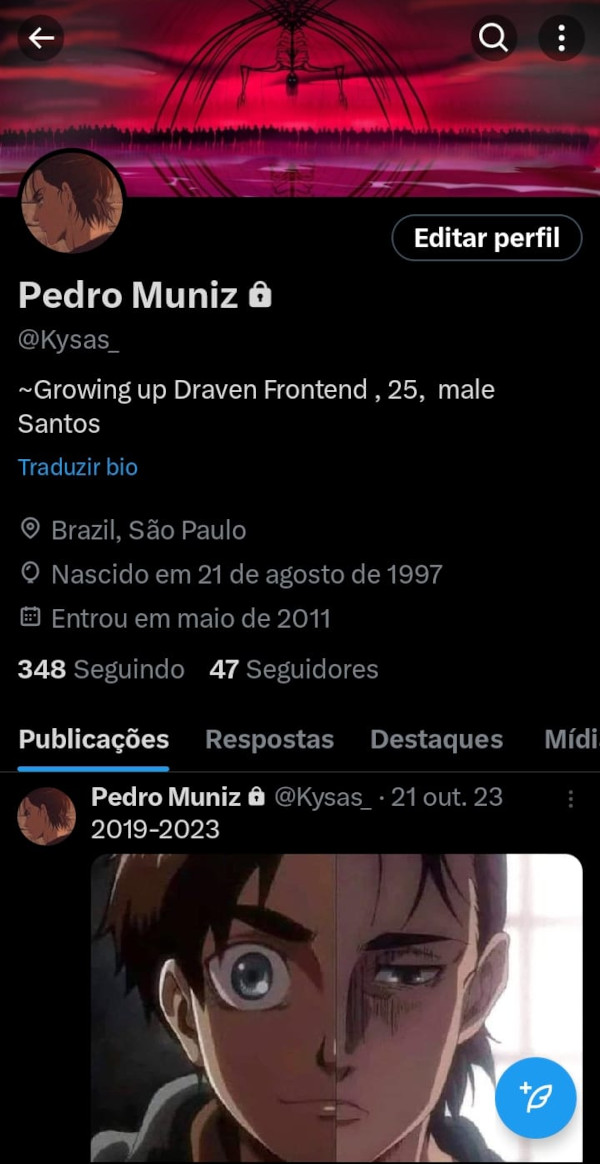 Editar perfil
Pedro Muniz
@Kysas_
~Growing up Draven Frontend , 25,  male
Santos
Traduzir bio
Brazil, São Paulo
Nascido em 21 de agosto de 1997
Entrou em maio de 2011
348 Seguindo 47 Seguidores
Publicações Respostas Destaques Mídi
Pedro Muniz @Kysas_ · 21 out. 23
2019-2023